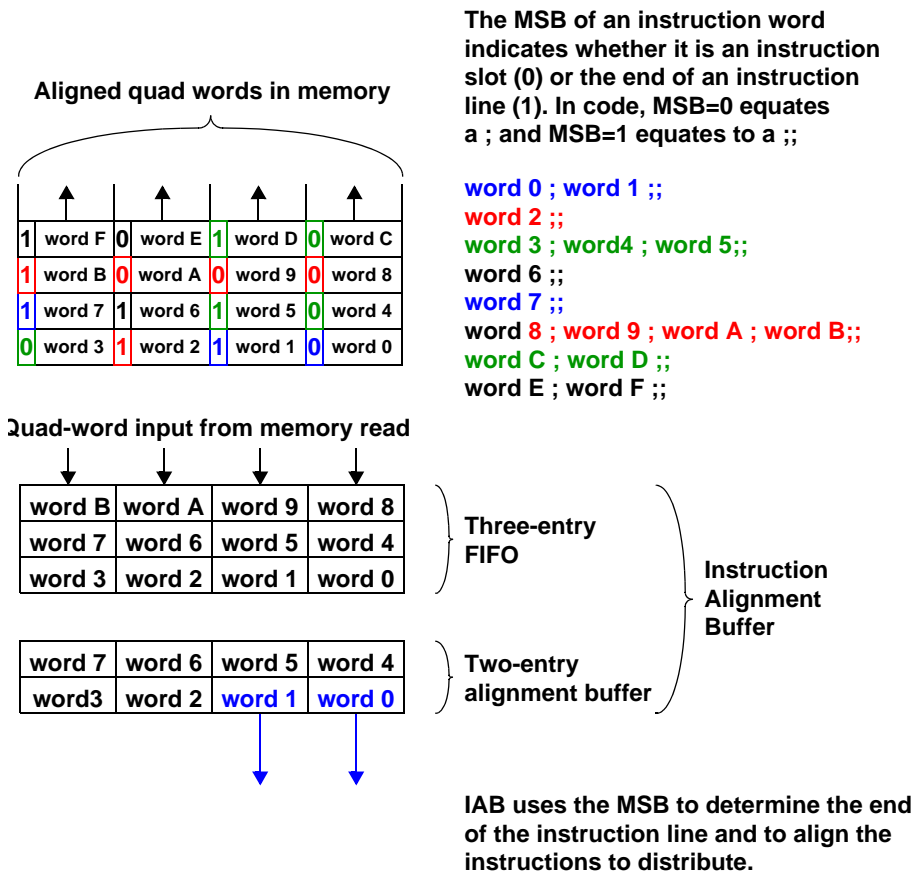 The MSB of an instruction word
indicates whether it is an instruction
slot (0) or the end of an instruction
line (1). In code, MSB=0 equates
a ; and MSB=1 equates to a ;;
Aligned quad words in memory
1 word F 0 word E 1 word D 0 word C
1 word B 0 word A 0 word 9 0 word 8
1 word 7 1 word 6 1 word 5 0 word 4
0 word 3 1 word 2 1 word 1 0 word 0
word 0 ; word 1 ;;
word 2 ;;
word 3 ; word4 ; word 5;;
word 6 ;;
word 7 ;;
word 8 ; word 9 ; word A ; word B;;
word C ; word D ;;
word E ; word F ;;
Quad-word input from memory read
word B word A word 9 word 8
word 7 word 6 word 5 word 4
word 3 word 2 word 1 word 0
Three-entry
FIFO
word 7 word 6 word 5 word 4
word3 word 2 word 1 word 0
Two-entry
alignment buffer
Instruction
Alignment
Buffer
IAB uses the MSB to determine the end
of the instruction line and to align the
instructions to distribute.